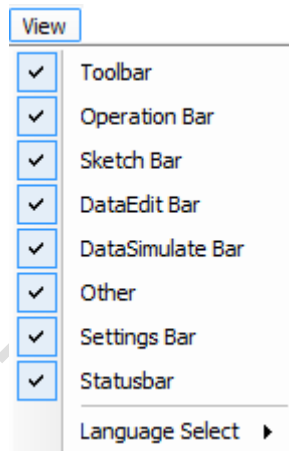 View
Toolbar
Operation Bar
Sketch Bar
DataEdit Bar
DataSimulate Bar
Other
Settings Bar
Statusbar
Language Select